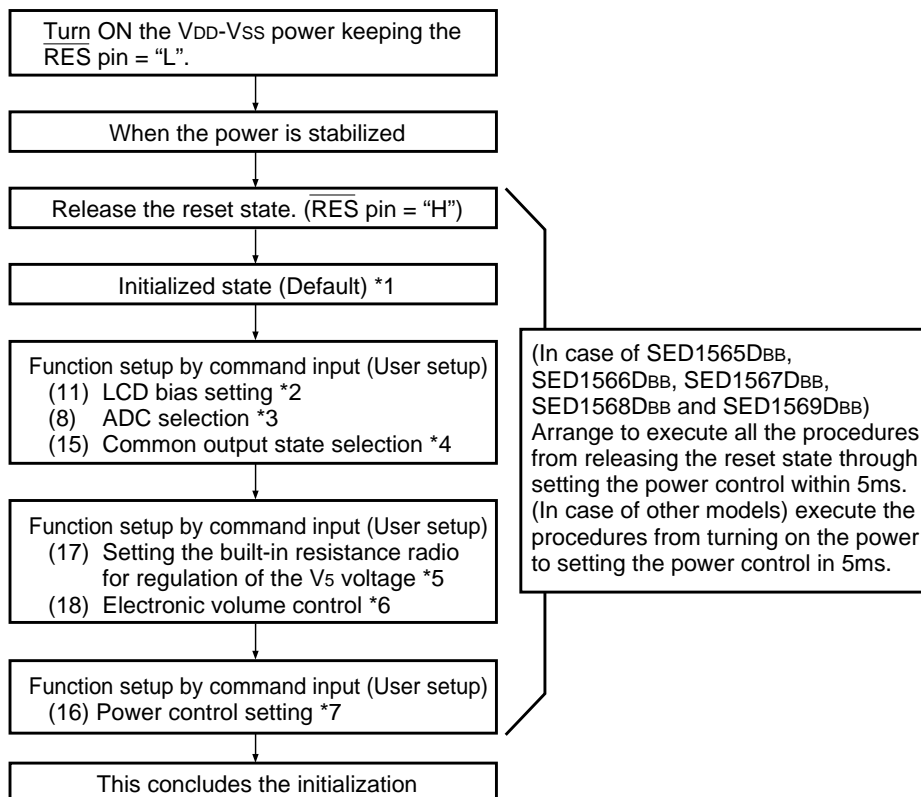 Turn ON the VDD-VSS power keeping the
RES pin = “L”.
When the power is stabilized
Release the reset state. (RES pin = “H”)
Initialized state (Default) *1
Function setup by command input (User setup)
(11) LCD bias setting *2
(8) ADC selection *3
(15) Common output state selection *4
Function setup by command input (User setup)
(17) Setting the built-in resistance radio
for regulation of the V5 voltage *5
(18) Electronic volume control *6
Function setup by command input (User setup)
(16) Power control setting *7
This concludes the initialization
(In case of SED1565DBB,
SED1566DBB, SED1567DBB,
SED1568DBB and SED1569DBB)
Arrange to execute all the procedures
from releasing the reset state through
setting the power control within 5ms.
(In case of other models) execute the
procedures from turning on the power
to setting the power control in 5ms.